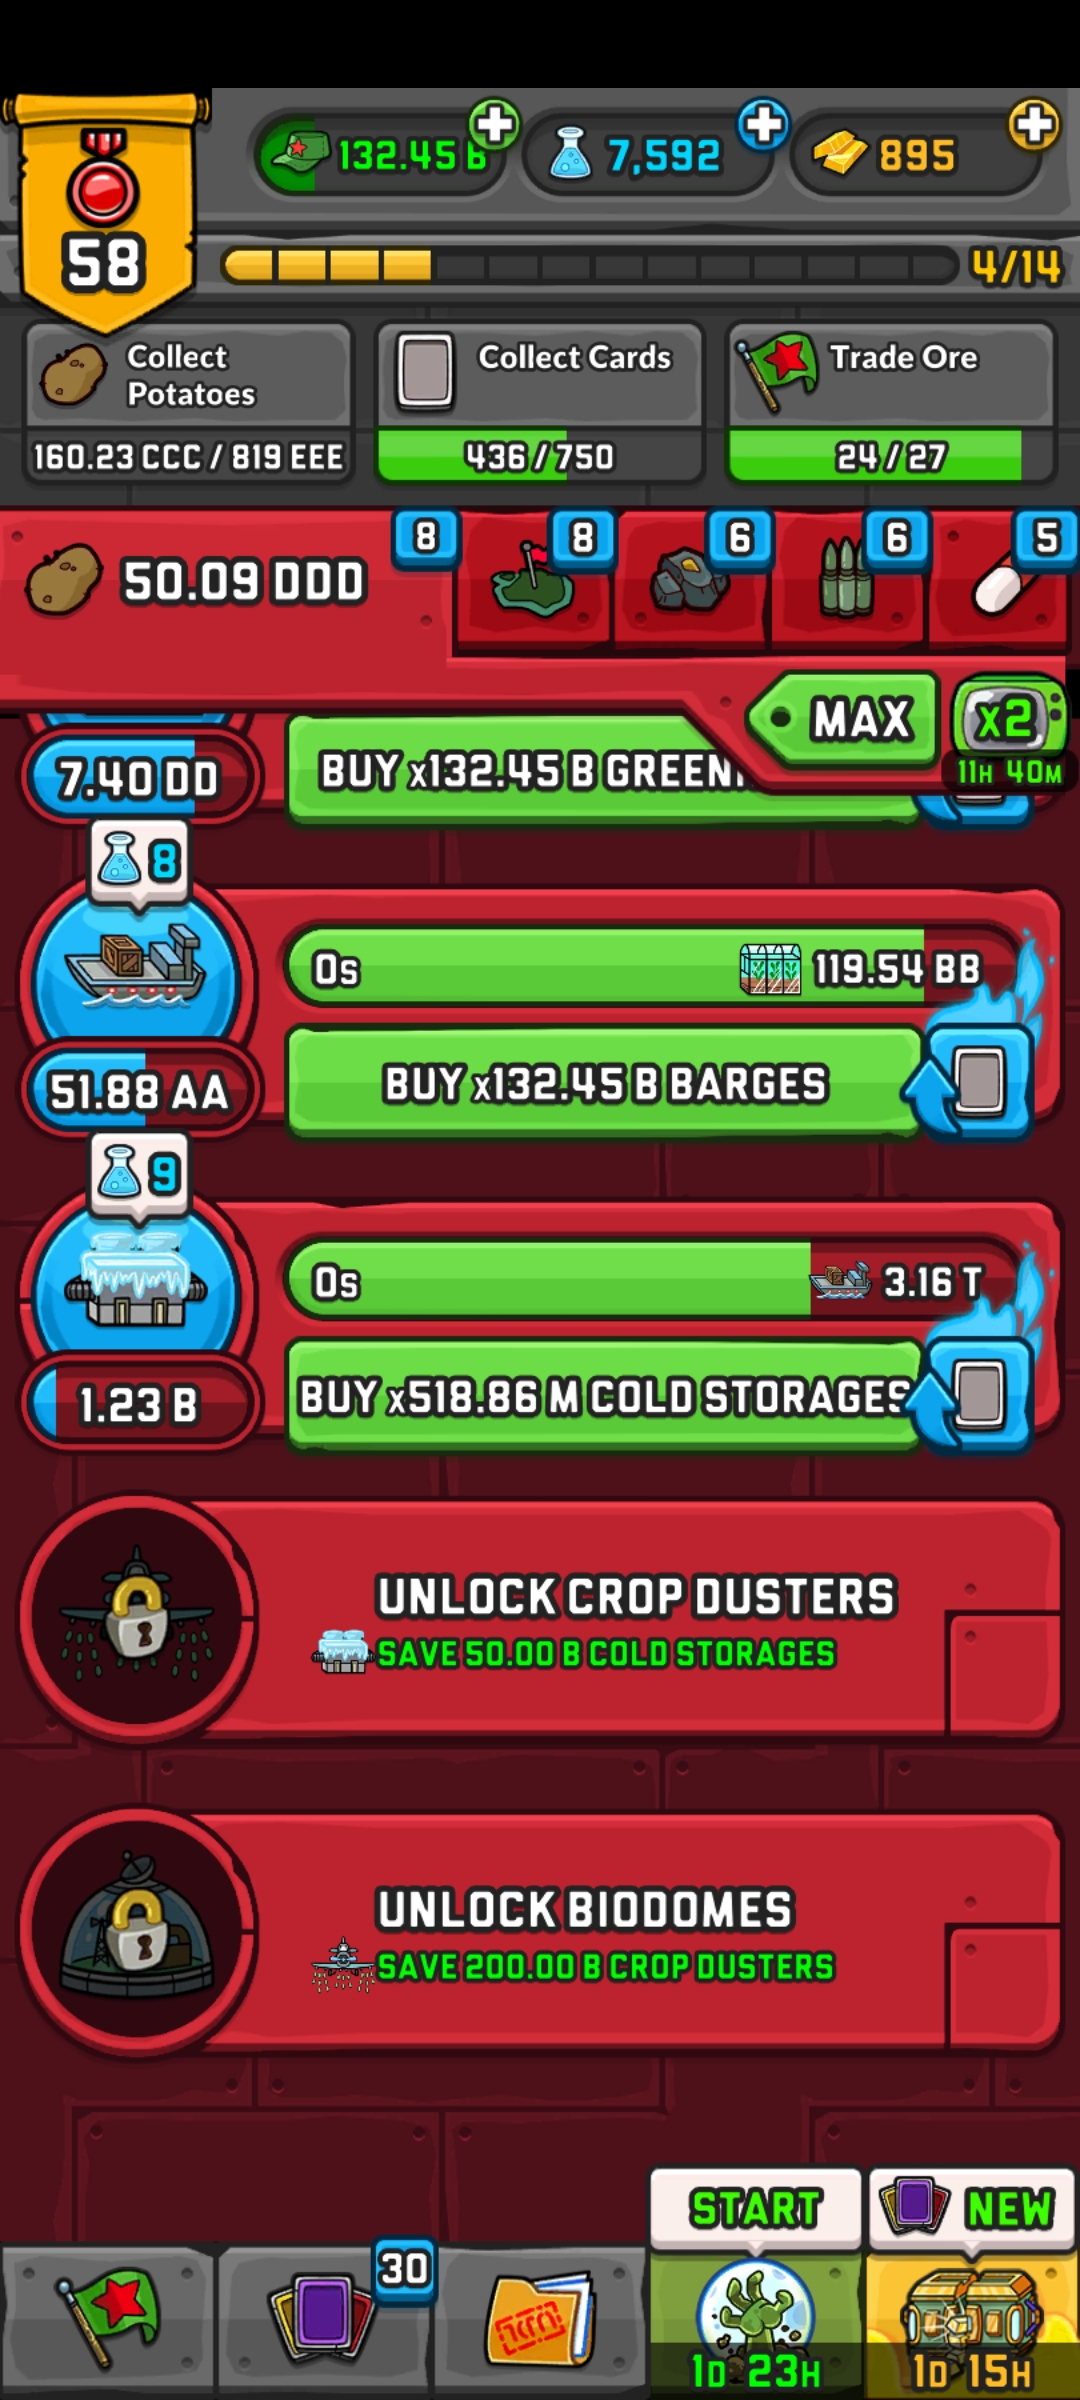 132.45 B
7,592
895
58
4/14
Collect Potatoes
160.23 CCC / 819 EEE
Collect Cards
436/750
Trade Ore
24/27
50.09 DDD
8
8
6
6
5
MAX
x2
11H 40M
7.40 DD
BUY x132.45 B
8
0s
119.54 BB
51.88 AA
BUY x132.45 B BARGES
9
0s
3.16 T
1.23 B
BUY x518.86 M COLD STORAGES
UNLOCK CROP DUSTERS
SAVE 50.00 B COLD STORAGES
UNLOCK BIODOMES
SAVE 200.00 B CROP DUSTERS
START
NEW
30
1D 23H
1D 15H